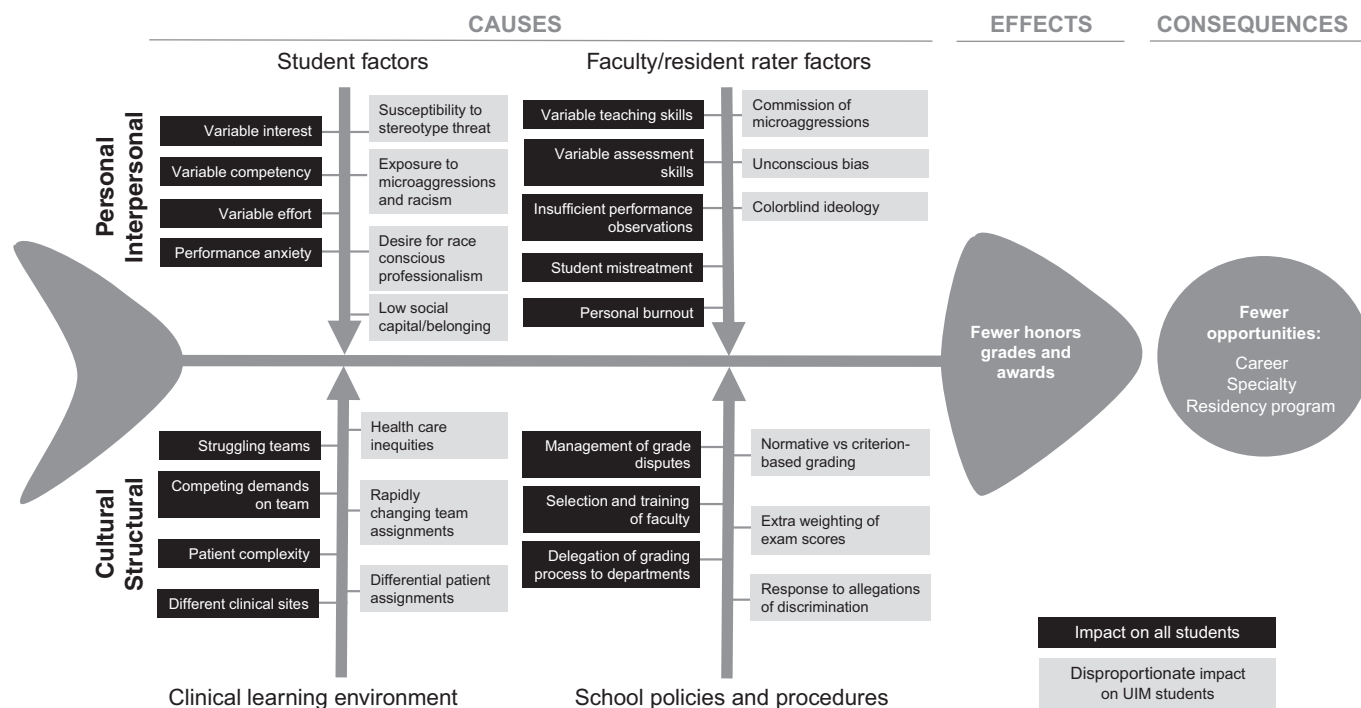 CAUSES
EFFECTS
CONSEQUENCES
Student factors
Faculty/resident rater factors
Personal
Interpersonal
Variable interest
Variable competency
Variable effort
Performance anxiety
Susceptibility to
stereotype threat
Exposure to
microaggressions
and racism
Desire for race
conscious
professionalism
Low social
capital/belonging
Variable teaching skills
Variable assessment
skills
Insufficient performance
observations
Student mistreatment
Personal burnout
Commission of
microaggressions
Unconscious bias
Colorblind ideology
Fewer honors
grades and
awards
Fewer
opportunities:
Career
Specialty
Residency program
Cultural
Structural
Struggling teams
Competing demands
on team
Patient complexity
Different clinical sites
Health care
inequities
Rapidly
changing team
assignments
Differential patient
assignments
Management of grade
disputes
Selection and training
of faculty
Delegation of grading
process to departments
Normative vs criterion-
based grading
Extra weighting of
exam scores
Response to allegations
of discrimination
Clinical learning environment
School policies and procedures
Impact on all students
Disproportionate impact
on UIM students